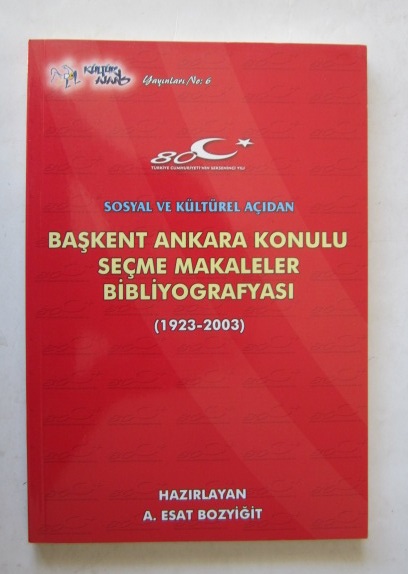 KÜLTÜR
AJANS
Yayınları No: 6
80
TÜRKİYE CUMHURİYETİ'NİN SEKSENİNCİ YILI
SOSYAL VE KÜLTÜREL AÇIDAN
BAŞKENT ANKARA KONULU
SEÇME MAKALELER
BİBLİYOGRAFYASI
(1923-2003)
HAZIRLAYAN
A. ESAT BOZYİĞİT